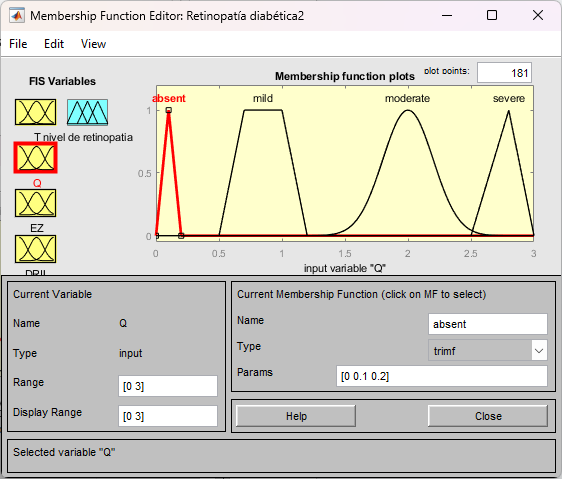 Membership Function Editor: Retinopatía diabética2
File Edit View
FIS Variables
T nivel de retinopatia
Q
EZ
DRIL
Membership function plots
plot points: 181
absent mild moderate severe
1
0.5
0
0 0.5 1 1.5 2 2.5 3
input variable "Q"
Current Variable
Name Q
Type input
Range [0 3]
Display Range [0 3]
Current Membership Function (click on MF to select)
Name absent
Type trimf
Params [0 0.1 0.2]
Help Close
Selected variable "Q"